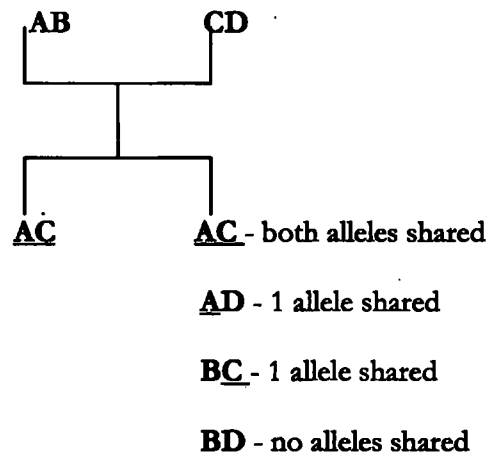 AB CD
AC AC - both alleles shared
AD - 1 allele shared
BC - 1 allele shared
BD - no alleles shared